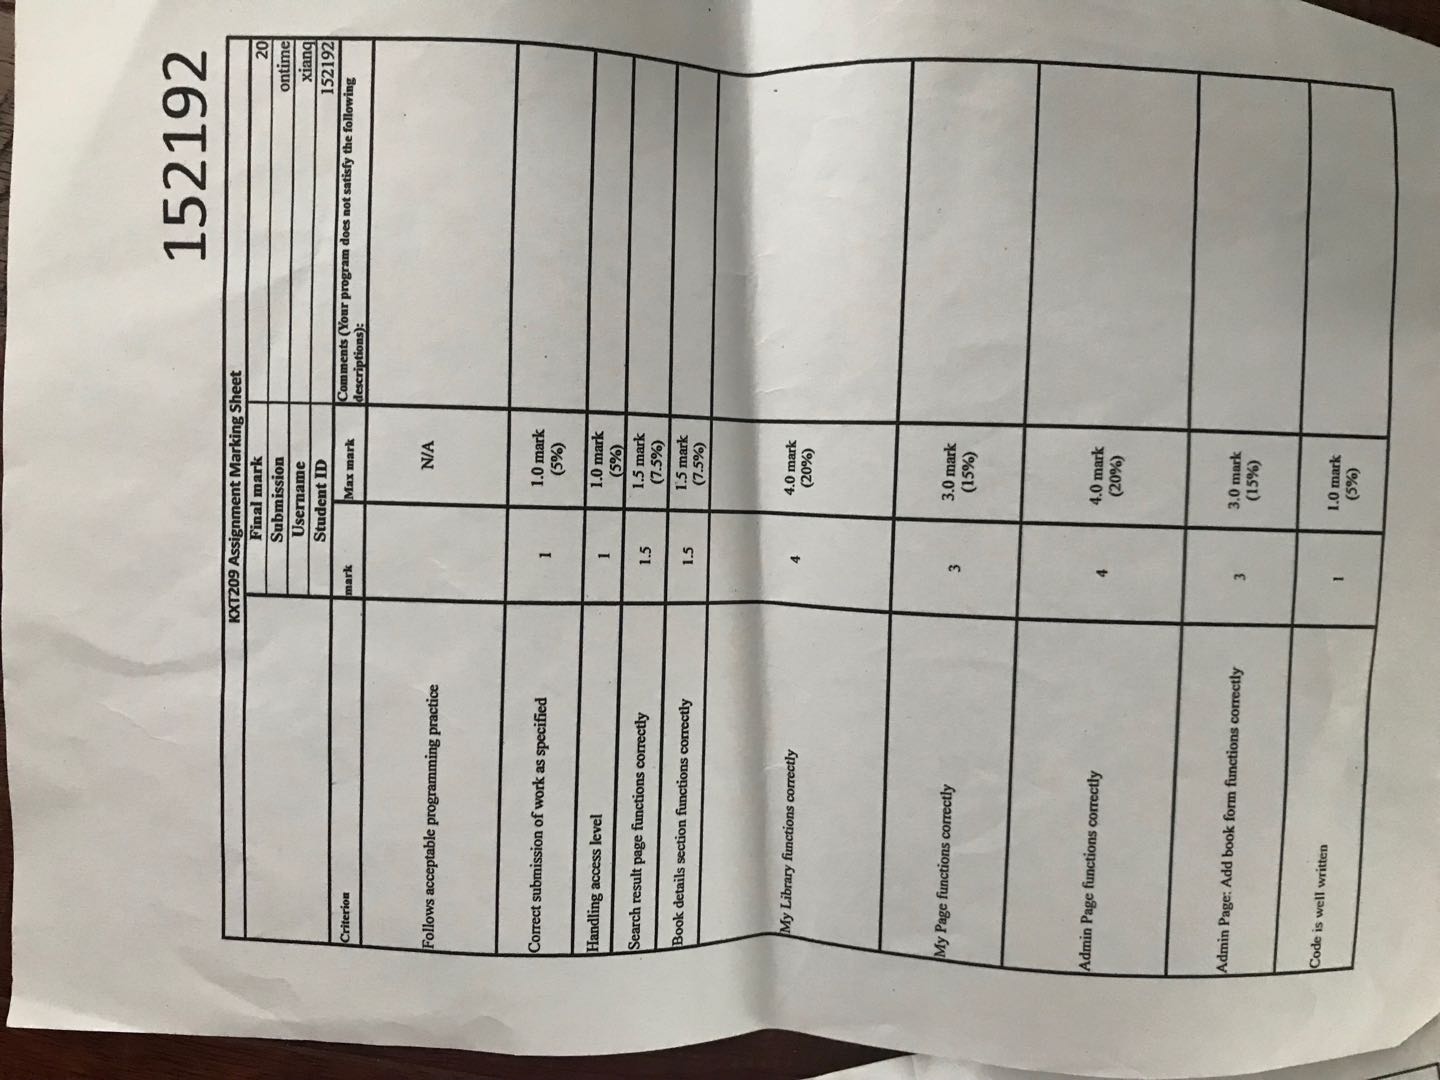 152192
KXT209 Assignment Marking Sheet
Final mark 20
Submission ontime
Username xianq
Student ID 152192
Criterion mark Max mark Comments (Your program does not satisfy the following
descriptions):
Follows acceptable programming practice N/A
Correct submission of work as specified 1 1.0 mark
(5%)
Handling access level 1 1.0 mark
(5%)
Search result page functions correctly 1.5 1.5 mark
(7.5%)
Book details section functions correctly 1.5 1.5 mark
(7.5%)
My Library functions correctly 4 4.0 mark
(20%)
My Page functions correctly 3 3.0 mark
(15%)
Admin Page functions correctly 4 4.0 mark
(20%)
Admin Page: Add book form functions correctly 3 3.0 mark
(15%)
Code is well written 1 1.0 mark
(5%)